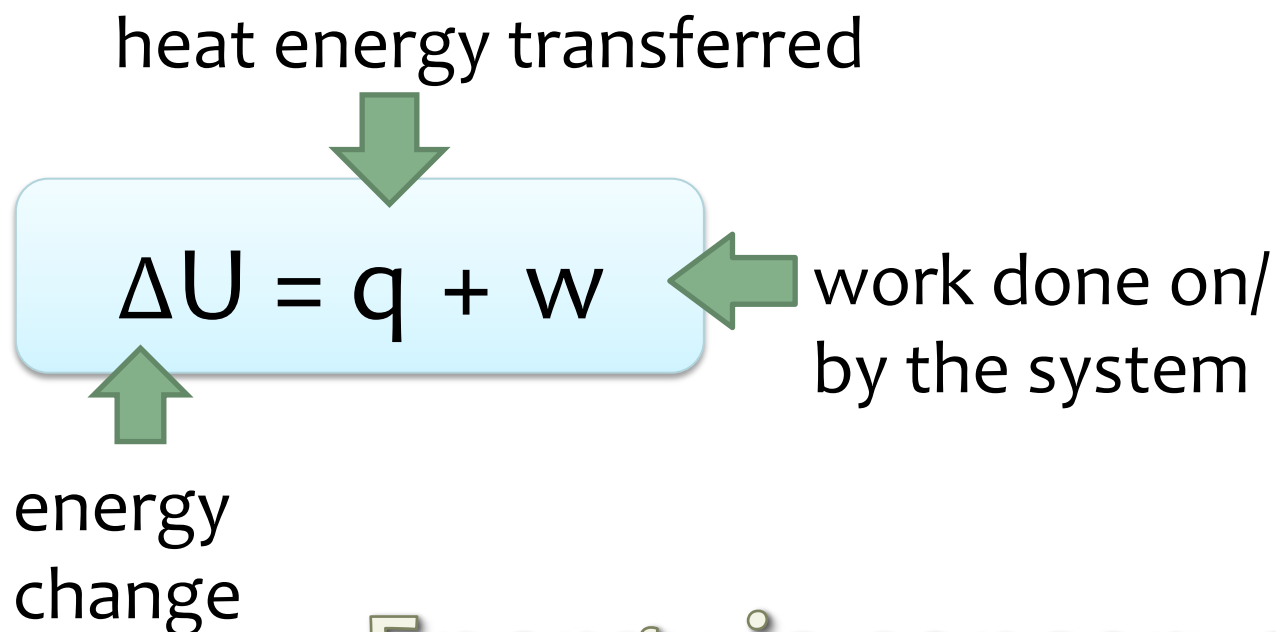 heat energy transferred
ΔU = q + w
work done on/
by the system
energy
change